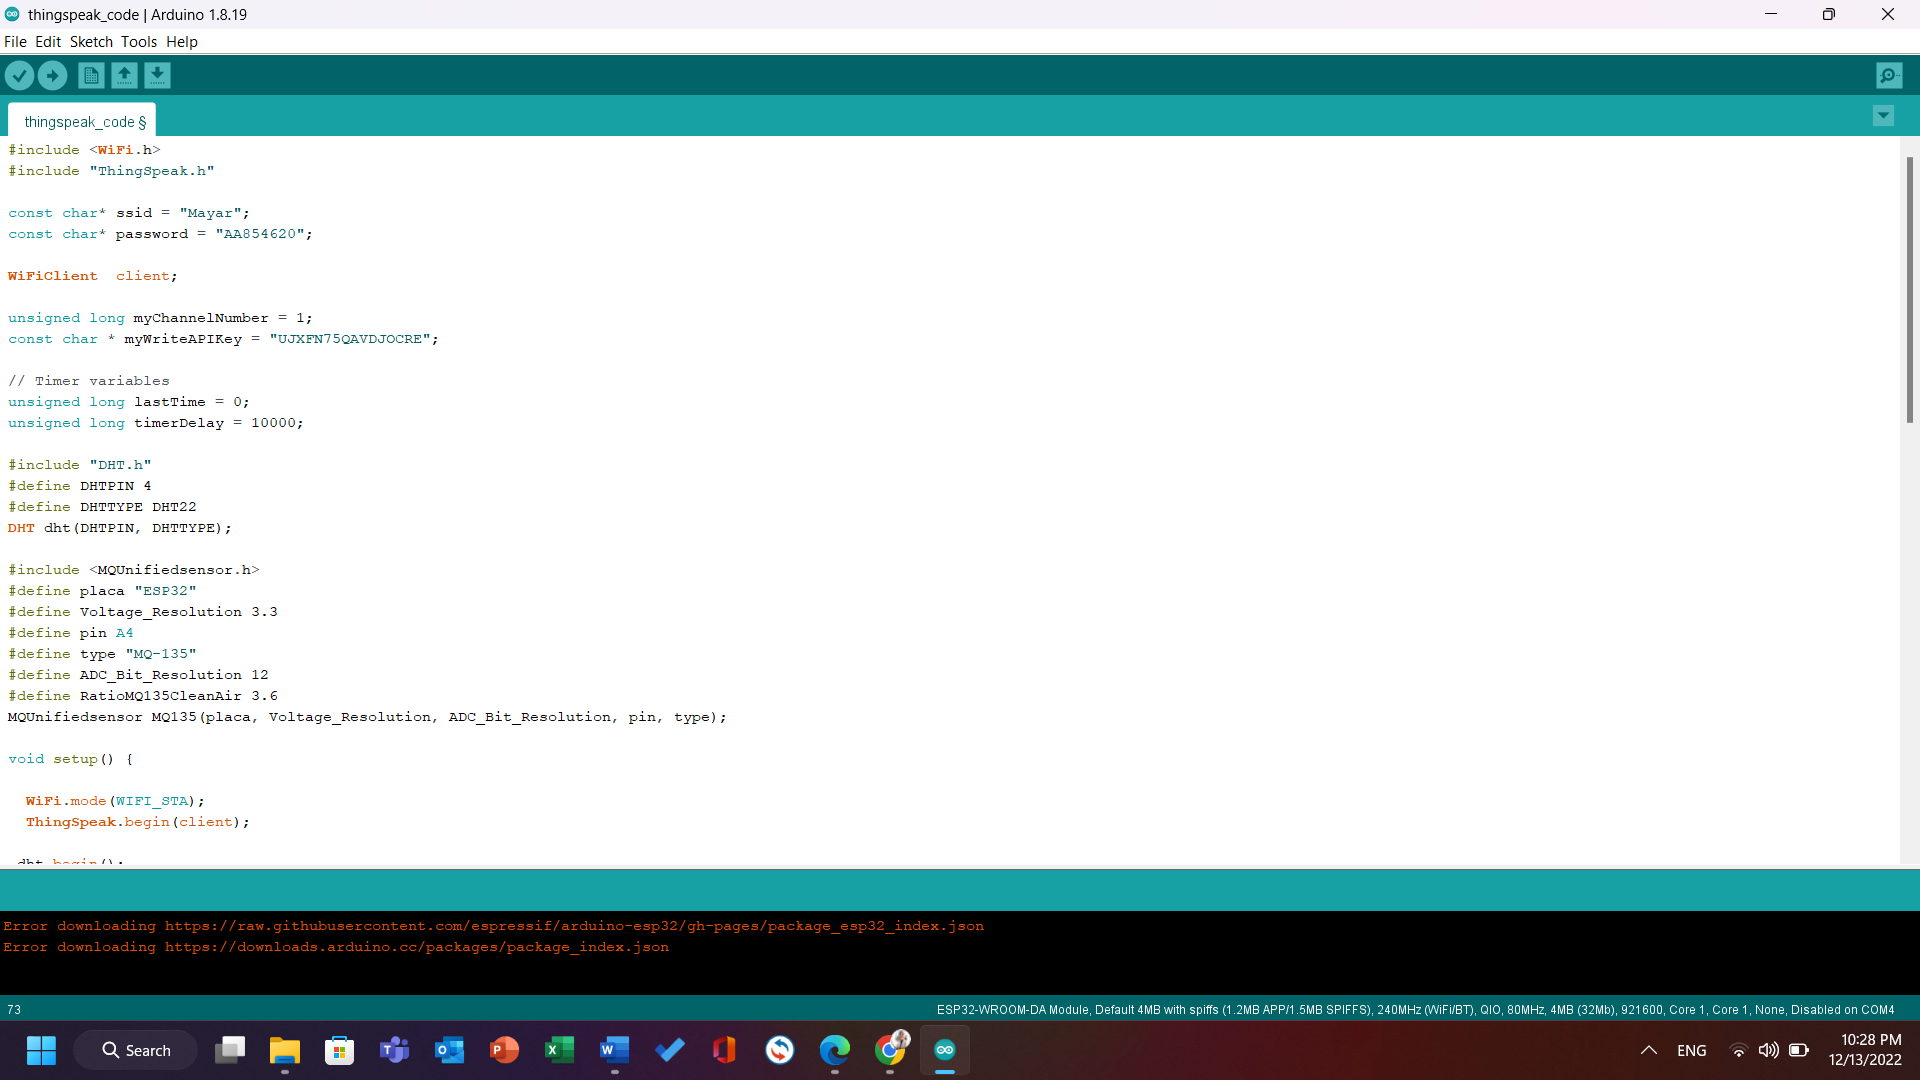 thingspeak_code | Arduino 1.8.19
File Edit Sketch Tools Help
thingspeak_code §
#include <WiFi.h>
#include "ThingSpeak.h"
const char* ssid = "Mayar";
const char* password = "AA854620";
WiFiClient  client;
unsigned long myChannelNumber = 1;
const char * myWriteAPIKey = "UJXFN75QAVDJOCRE";
// Timer variables
unsigned long lastTime = 0;
unsigned long timerDelay = 10000;
#include "DHT.h"
#define DHTPIN 4
#define DHTTYPE DHT22
DHT dht(DHTPIN, DHTTYPE);
#include <MQUnifiedsensor.h>
#define placa "ESP32"
#define Voltage_Resolution 3.3
#define pin A4
#define type "MQ-135"
#define ADC_Bit_Resolution 12
#define RatioMQ135CleanAir 3.6
MQUnifiedsensor MQ135(placa, Voltage_Resolution, ADC_Bit_Resolution, pin, type);
void setup() {
WiFi.mode(WIFI_STA);
ThingSpeak.begin(client);
dht.begin();
Error downloading https://raw.githubusercontent.com/espressif/arduino-esp32/gh-pages/package_esp32_index.json
Error downloading https://downloads.arduino.cc/packages/package_index.json
73
ESP32-WROOM-DA Module, Default 4MB with spiffs (1.2MB APP/1.5MB SPIFFS), 240MHz (WiFi/BT), QIO, 80MHz, 4MB (32Mb), 921600, Core 1, Core 1, None, Disabled on COM4
Search
ENG
10:28 PM
12/13/2022